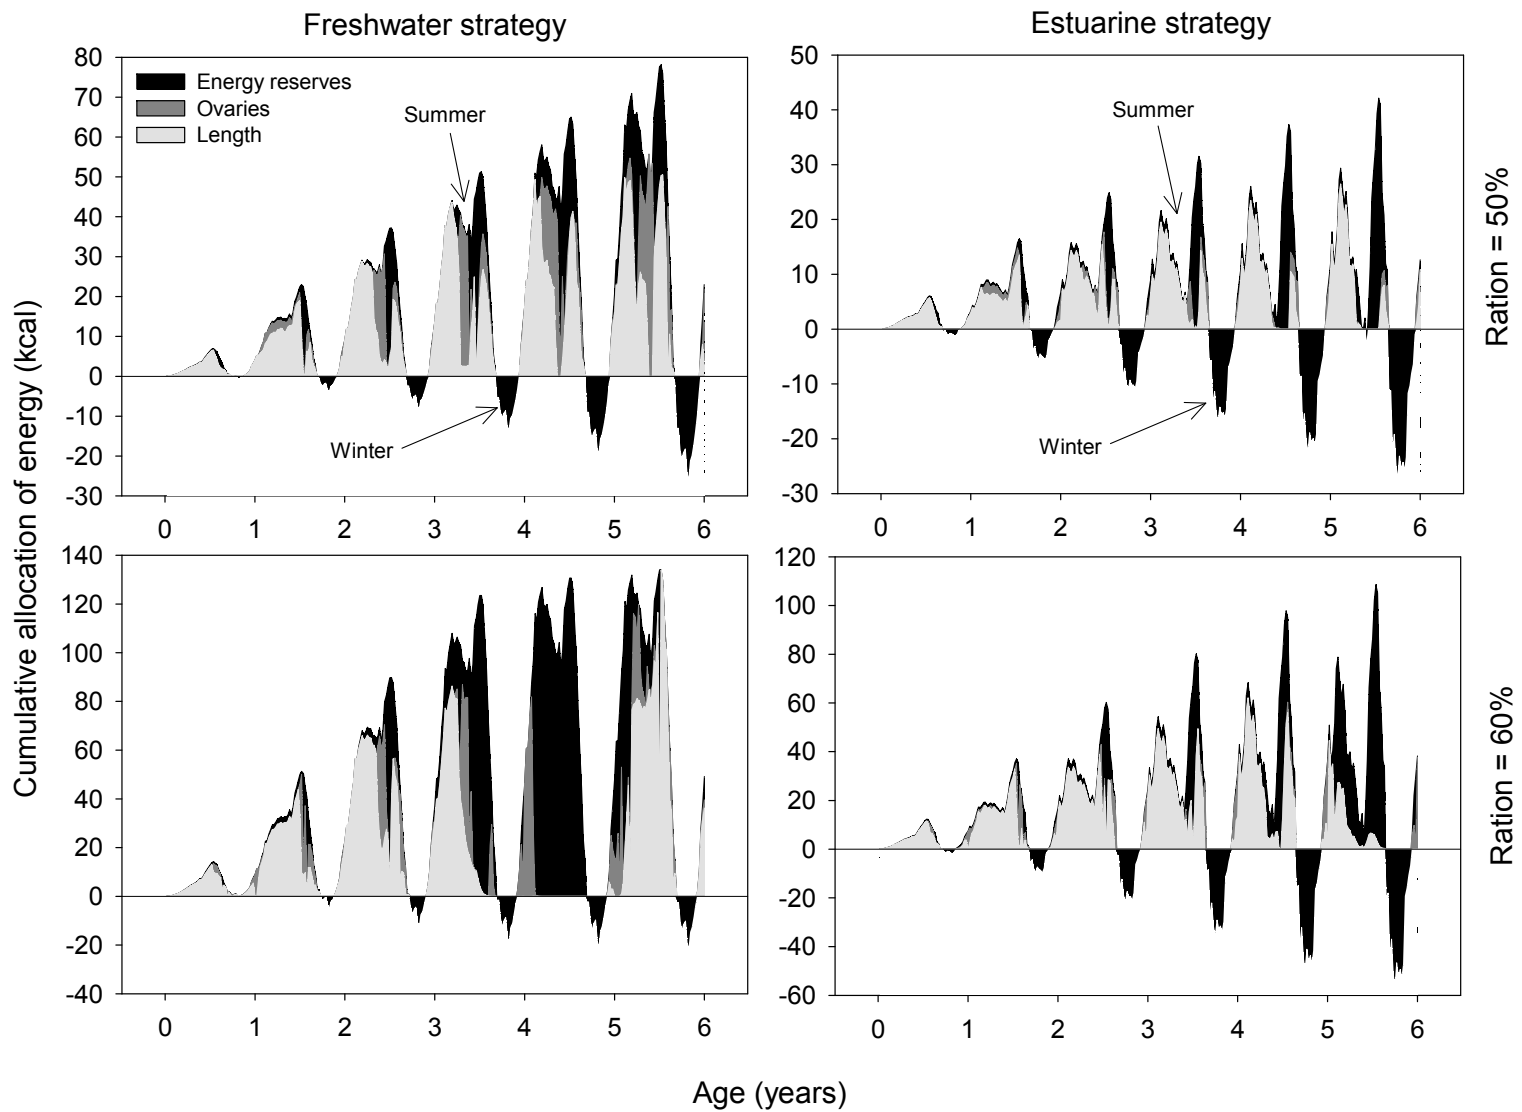 Freshwater strategy
Estuarine strategy
Energy reserves
Ovaries
Length
Summer
Winter
80
70
60
50
40
30
20
10
0
-10
-20
-30
0 1 2 3 4 5 6
Summer
Winter
50
40
30
20
10
0
-10
-20
-30
0 1 2 3 4 5 6
Ration = 50%
140
120
100
80
60
40
20
0
-20
-40
0 1 2 3 4 5 6
120
100
80
60
40
20
0
-20
-40
-60
0 1 2 3 4 5 6
Ration = 60%
Cumulative allocation of energy (kcal)
Age (years)